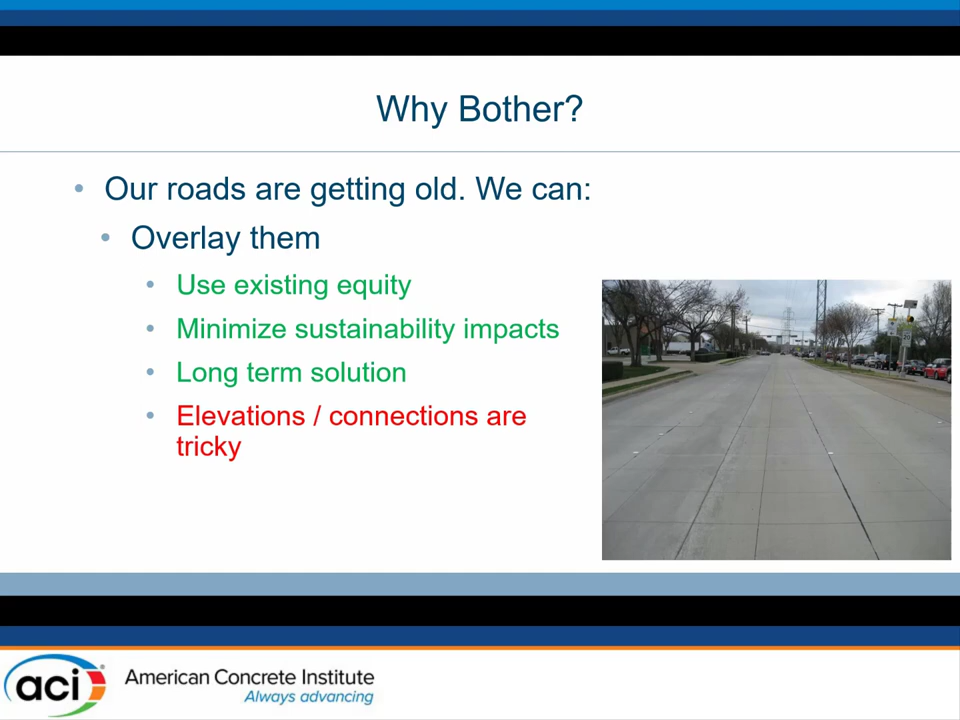 Why Bother?
Our roads are getting old. We can:
Overlay them
Use existing equity
Minimize sustainability impacts
Long term solution
Elevations / connections are
tricky
aci
American Concrete Institute
Always advancing